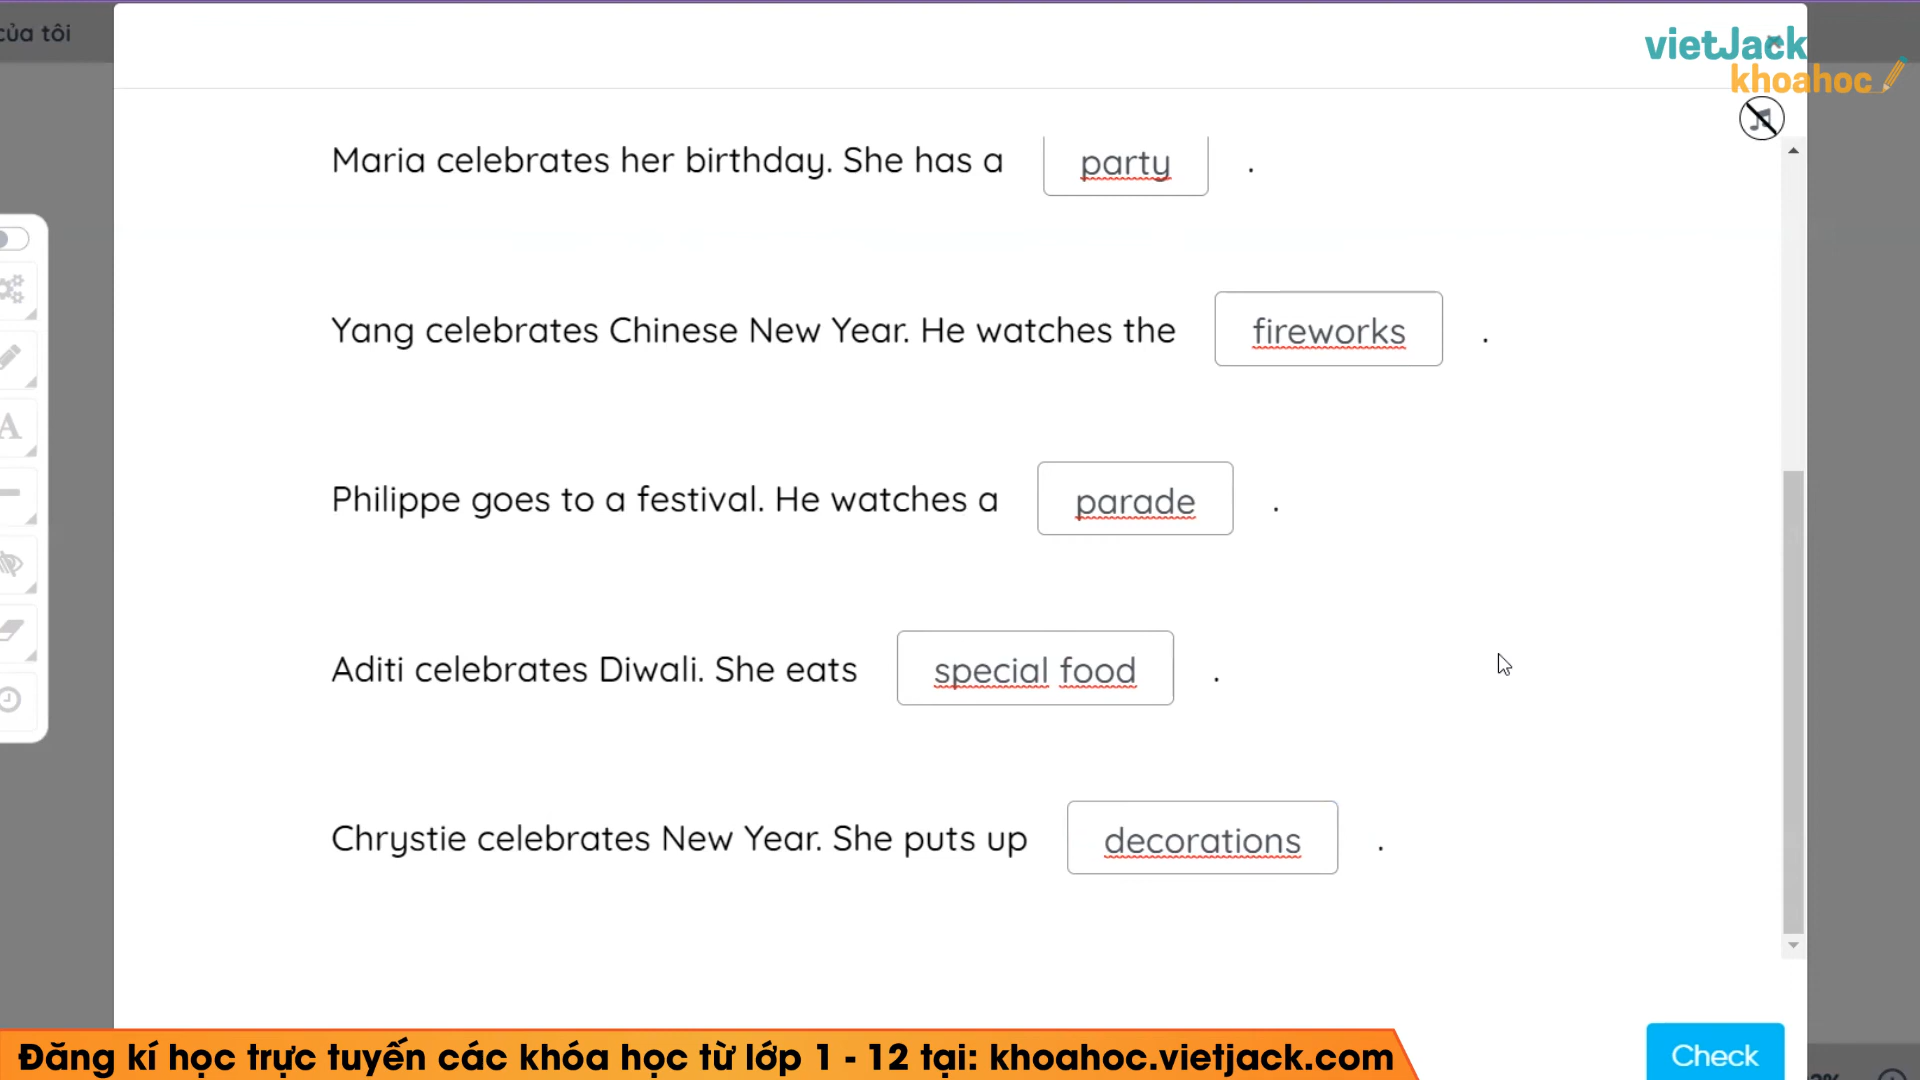 của tôi
vietJack
khoahoc
Maria celebrates her birthday. She has a party .
Yang celebrates Chinese New Year. He watches the fireworks .
Philippe goes to a festival. He watches a parade .
Aditi celebrates Diwali. She eats special food .
Chrystie celebrates New Year. She puts up decorations .
A
Đăng kí học trực tuyến các khóa học từ lớp 1 - 12 tại: khoahoc.vietjack.com
Check